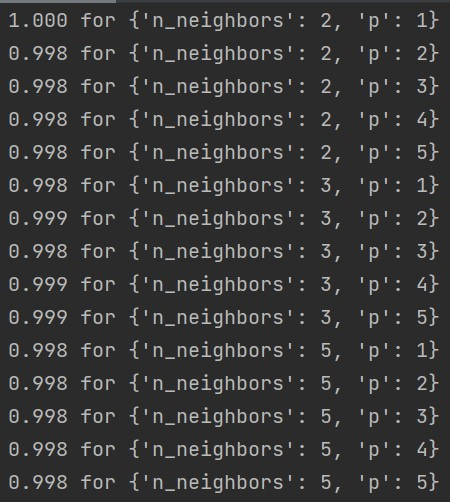 1.000 for {'n_neighbors': 2, 'p': 1}
0.998 for {'n_neighbors': 2, 'p': 2}
0.998 for {'n_neighbors': 2, 'p': 3}
0.998 for {'n_neighbors': 2, 'p': 4}
0.998 for {'n_neighbors': 2, 'p': 5}
0.998 for {'n_neighbors': 3, 'p': 1}
0.999 for {'n_neighbors': 3, 'p': 2}
0.998 for {'n_neighbors': 3, 'p': 3}
0.999 for {'n_neighbors': 3, 'p': 4}
0.999 for {'n_neighbors': 3, 'p': 5}
0.998 for {'n_neighbors': 5, 'p': 1}
0.998 for {'n_neighbors': 5, 'p': 2}
0.998 for {'n_neighbors': 5, 'p': 3}
0.998 for {'n_neighbors': 5, 'p': 4}
0.998 for {'n_neighbors': 5, 'p': 5}